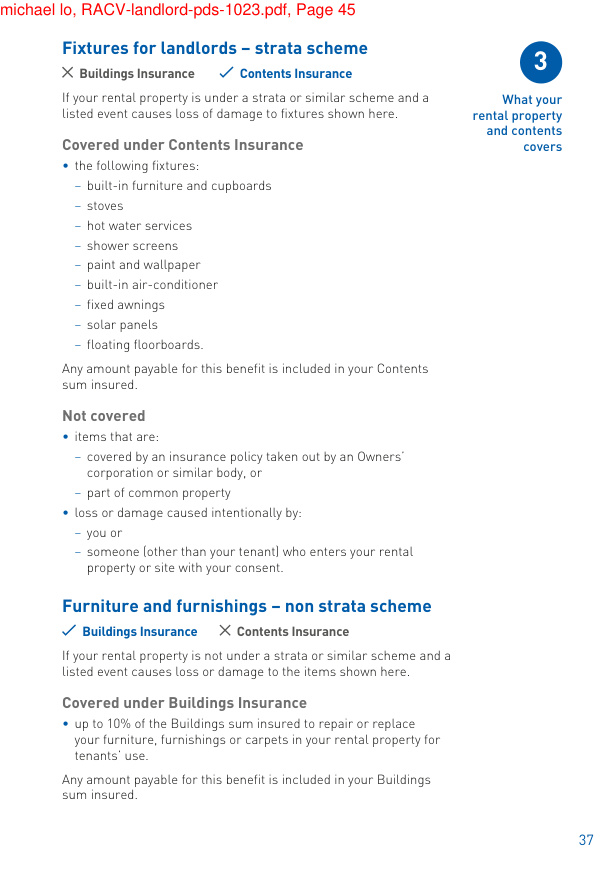 michael lo, RACV-landlord-pds-1023.pdf, Page 45
Fixtures for landlords – strata scheme
Buildings Insurance Contents Insurance
If your rental property is under a strata or similar scheme and a
listed event causes loss of damage to fixtures shown here.
Covered under Contents Insurance
• the following fixtures:
– built-in furniture and cupboards
– stoves
– hot water services
– shower screens
– paint and wallpaper
– built-in air-conditioner
– fixed awnings
– solar panels
– floating floorboards.
Any amount payable for this benefit is included in your Contents
sum insured.
Not covered
• items that are:
– covered by an insurance policy taken out by an Owners'
corporation or similar body, or
– part of common property
• loss or damage caused intentionally by:
– you or
– someone (other than your tenant) who enters your rental
property or site with your consent.
Furniture and furnishings – non strata scheme
Buildings Insurance Contents Insurance
If your rental property is not under a strata or similar scheme and a
listed event causes loss or damage to the items shown here.
Covered under Buildings Insurance
• up to 10% of the Buildings sum insured to repair or replace
your furniture, furnishings or carpets in your rental property for
tenants' use.
Any amount payable for this benefit is included in your Buildings
sum insured.
3
What your
rental property
and contents
covers
37